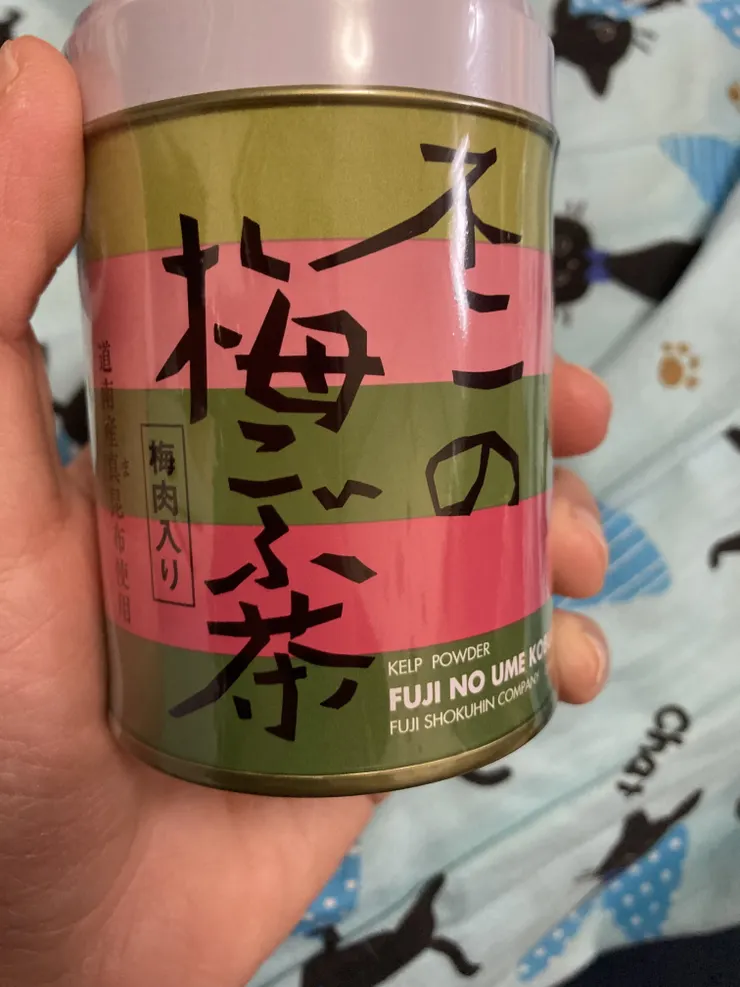 不二の
梅こぶ茶
梅肉入り
ま
道南産真昆布使用
KELP POWDER
FUJI NO UME
FUJI SHOKUHIN COMPANY
Chat